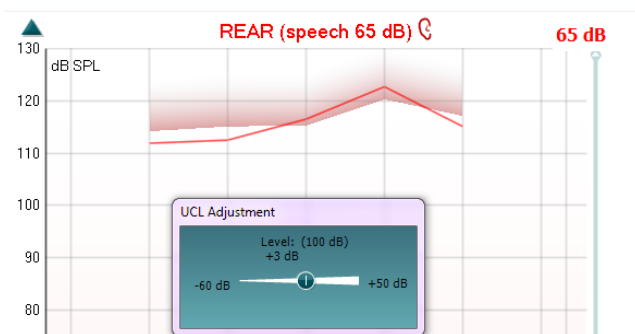 REAR (speech 65 dB)
65 dB
130
dB SPL
120
110
100
UCL Adjustment
Level: (100 dB)
+3 dB
-60 dB
+50 dB
90
80